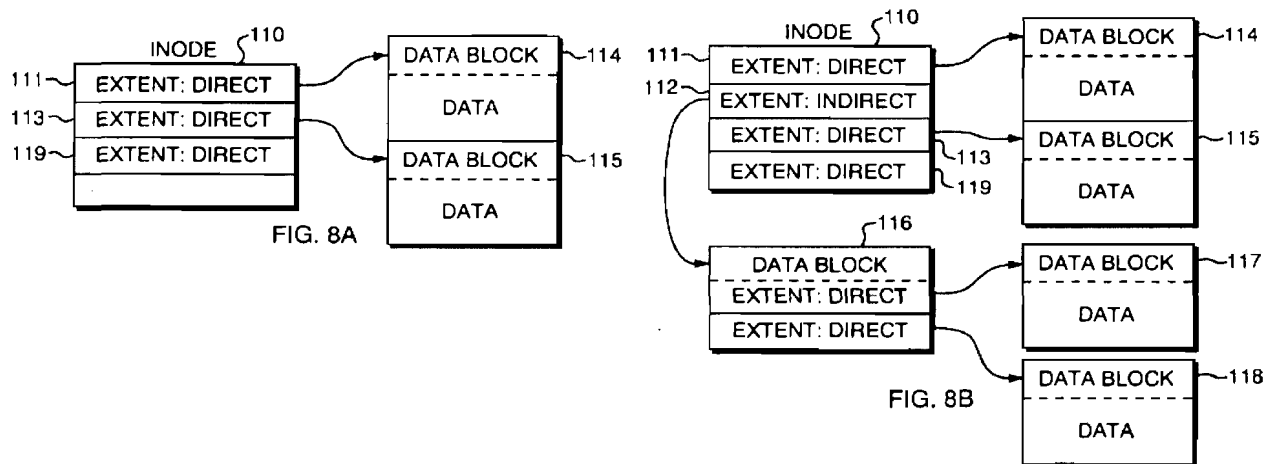 INODE 110
111 EXTENT: DIRECT
113 EXTENT: DIRECT
119 EXTENT: DIRECT
DATA BLOCK 114
DATA
DATA BLOCK 115
DATA
FIG. 8A
INODE 110
111 EXTENT: DIRECT
112 EXTENT: INDIRECT
EXTENT: DIRECT 113
EXTENT: DIRECT 119
DATA BLOCK 114
DATA
DATA BLOCK 115
DATA
116
DATA BLOCK
EXTENT: DIRECT
EXTENT: DIRECT
DATA BLOCK 117
DATA
DATA BLOCK 118
DATA
FIG. 8B